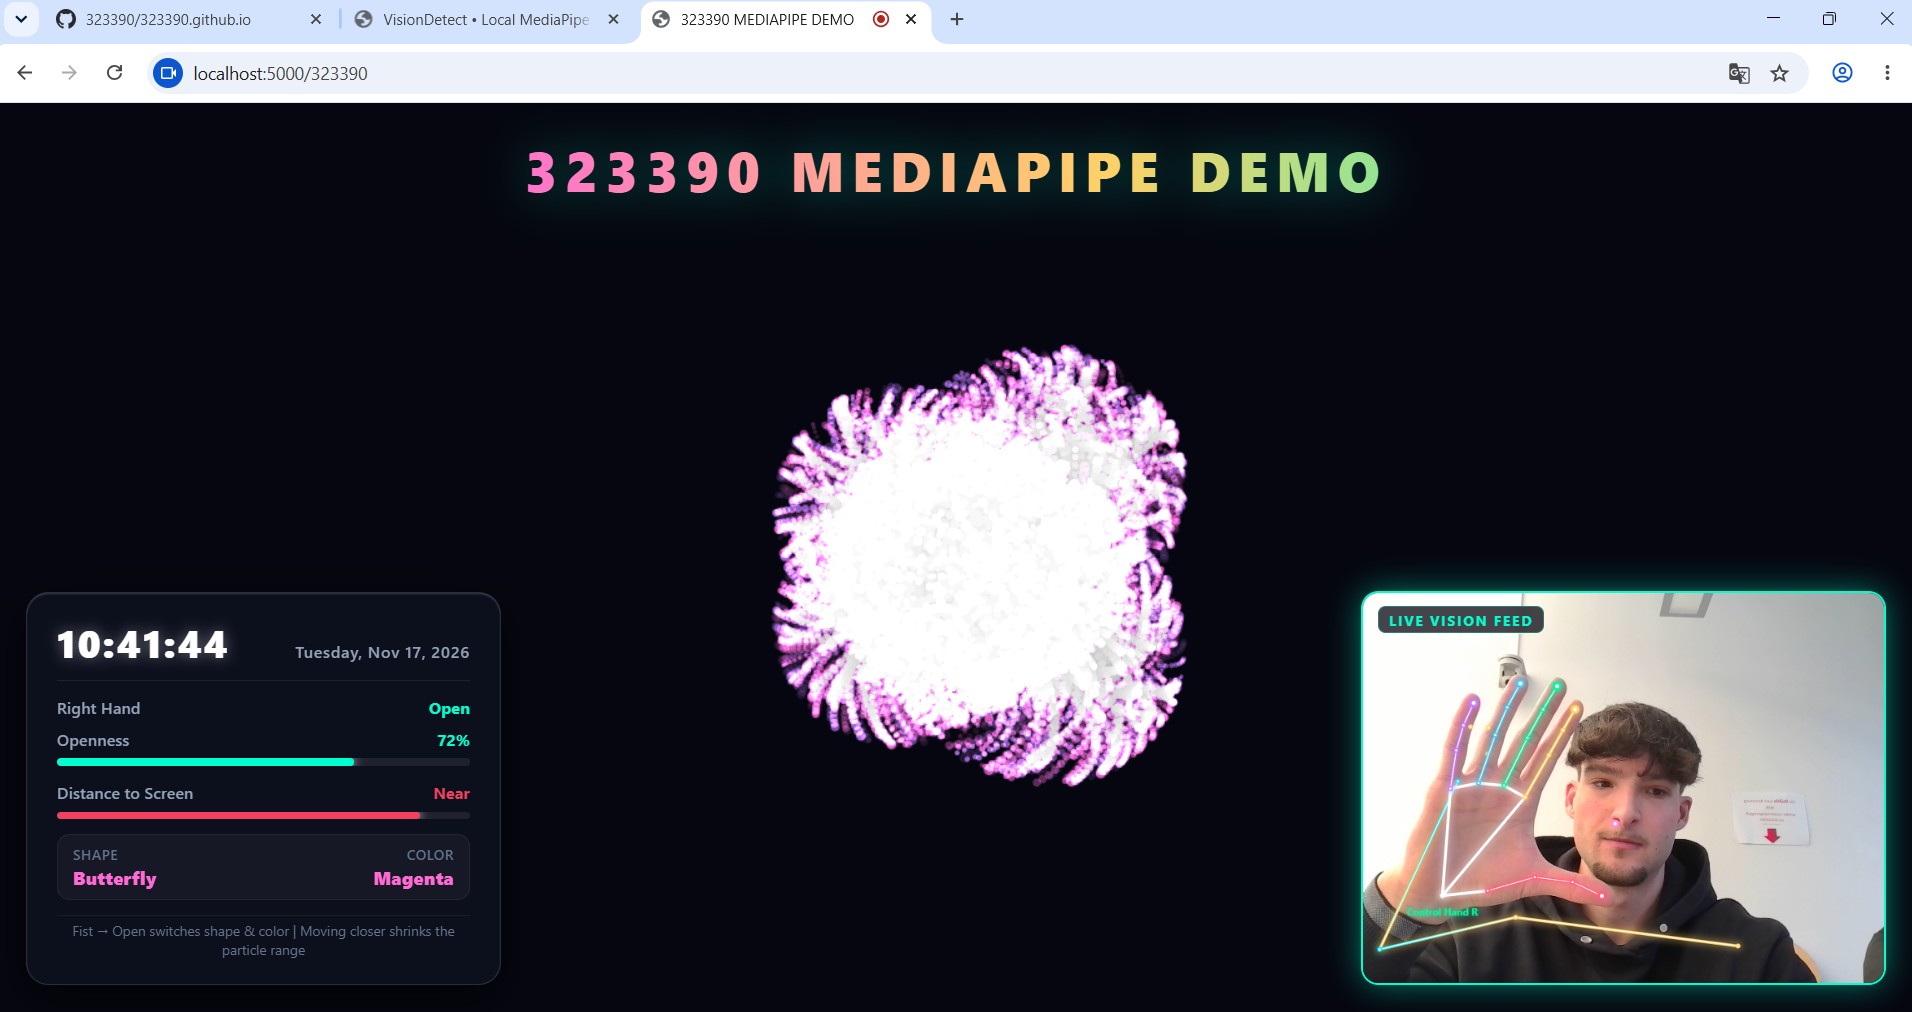 323390/323390.github.io
VisionDetect • Local MediaPipe
323390 MEDIAPIPE DEMO
localhost:5000/323390
323390 MEDIAPIPE DEMO
10:41:44
Tuesday, Nov 17, 2026
Right Hand
Open
Openness
72%
Distance to Screen
Near
SHAPE
COLOR
Butterfly
Magenta
Fist → Open switches shape & color | Moving closer shrinks the
particle range
LIVE VISION FEED
Control Hand R